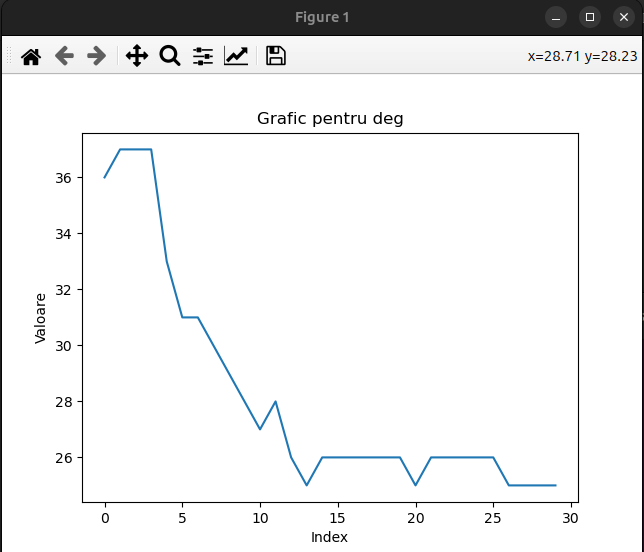 Figure 1
x=28.71 y=28.23
Grafic pentru deg
Valoare
36
34
32
30
28
26
0 5 10 15 20 25 30
Index